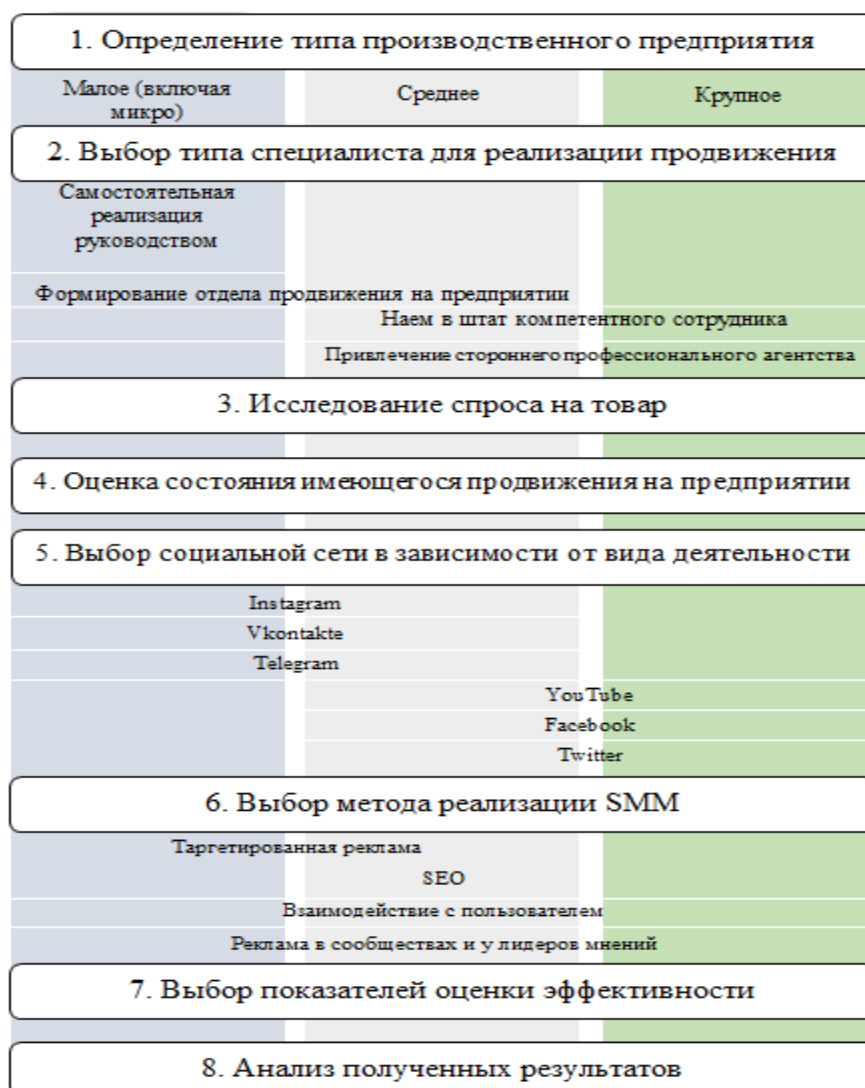 1. Определение типа производственного предприятия
Малое (включая
микро)
Среднее
Крупное
2. Выбор типа специалиста для реализации продвижения
Самостоятельная
реализация
руководством
Формирование отдела продвижения на предприятии
Наем в штат компетентного сотрудника
Привлечение стороннего профессионального агентства
3. Исследование спроса на товар
4. Оценка состояния имеющегося продвижения на предприятии
5. Выбор социальной сети в зависимости от вида деятельности
Instagram
Vkontakte
Telegram
YouTube
Facebook
Twitter
6. Выбор метода реализации SMM
Таргетированная реклама
SEO
Взаимодействие с пользователем
Реклама в сообществах и у лидеров мнений
7. Выбор показателей оценки эффективности
8. Анализ полученных результатов